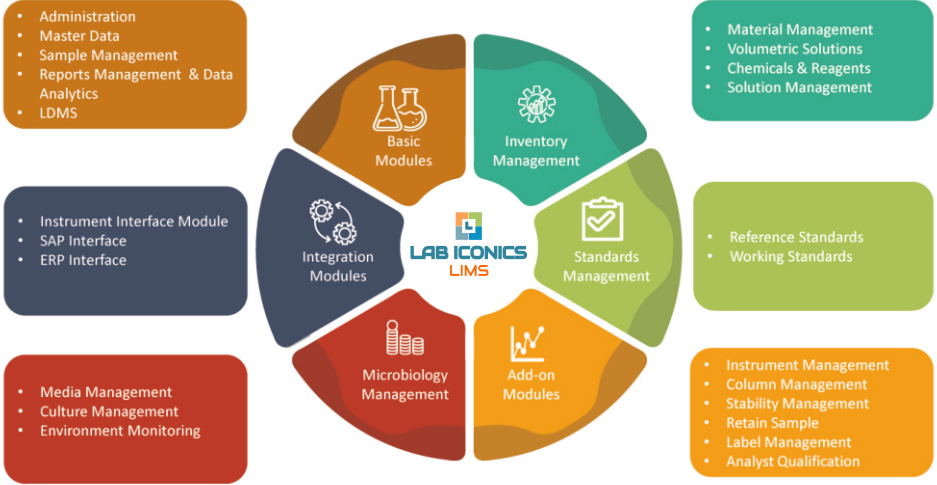 • Administration
• Master Data
• Sample Management
• Reports Management & Data
Analytics
• LDMS
• Material Management
• Volumetric Solutions
• Chemicals & Reagents
• Solution Management
Basic
Modules
Inventory
Management
• Instrument Interface Module
• SAP Interface
• ERP Interface
Integration
Modules
L
LAB ICONICS
LIMS
Standards
Management
• Reference Standards
• Working Standards
• Media Management
• Culture Management
• Environment Monitoring
Microbiology
Management
Add-on
Modules
• Instrument Management
• Column Management
• Stability Management
• Retain Sample
• Label Management
• Analyst Qualification